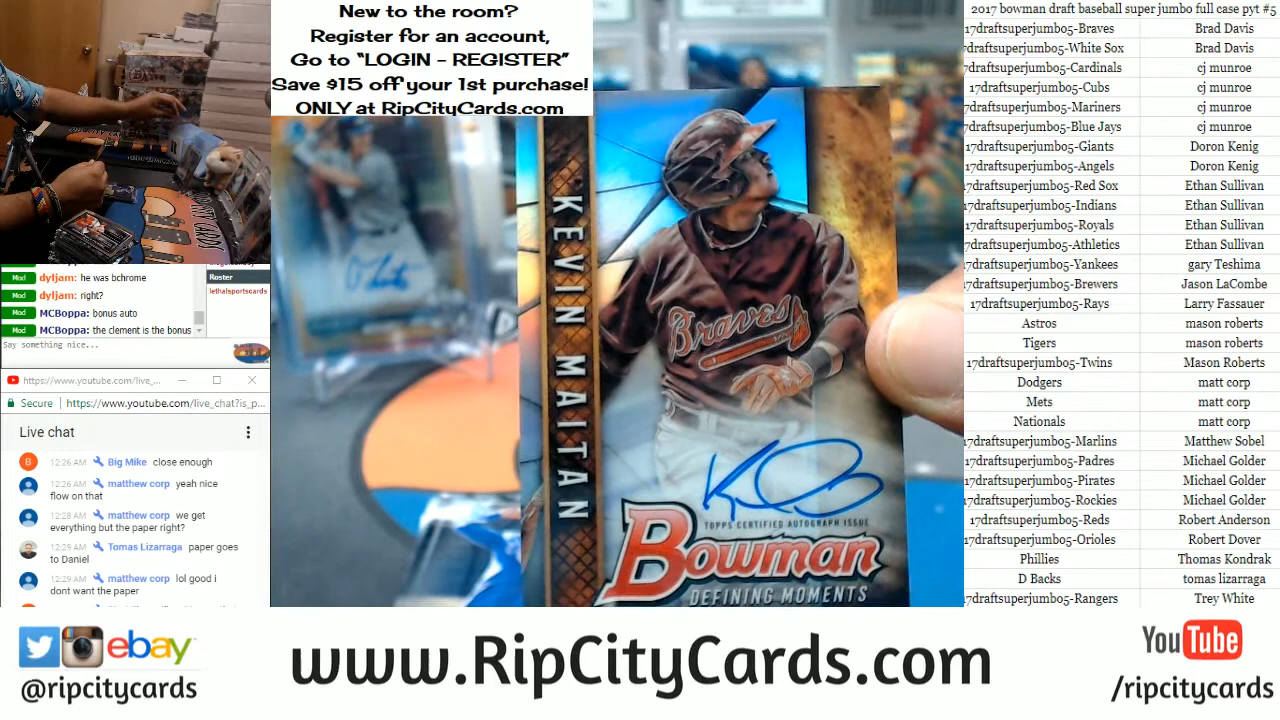 New to the room?
Register for an account,
Go to “LOGIN - REGISTER”
Save $15 off your 1st purchase!
ONLY at RipCityCards.com
Mod dyljam: he was bchrome
Mod dyljam: right?
Mod MCBoppa: bonus auto
Mod MCBoppa: the clement is the bonus
Say something nice...
Roster
lethalsportscards
https://www.youtube.com/live_...
Secure https://www.youtube.com/live_chat?is_p...
Live chat
B 12:26 AM Big Mike close enough
12:26 AM matthew corp yeah nice
flow on that
12:28 AM matthew corp we get
everything but the paper right?
12:29 AM Tomas Lizarraga paper goes
to Daniel
12:29 AM matthew corp lol good i
dont want the paper
KEVIN MAITAN
Braves
TOPPS CERTIFIED AUTOGRAPH ISSUE
Bowman
DEFINING MOMENTS
2017 bowman draft baseball super jumbo full case pyt #5
17draftsuperjumbo5-Braves Brad Davis
17draftsuperjumbo5-White Sox Brad Davis
17draftsuperjumbo5-Cardinals cj munroe
17draftsuperjumbo5-Cubs cj munroe
17draftsuperjumbo5-Mariners cj munroe
17draftsuperjumbo5-Blue Jays cj munroe
17draftsuperjumbo5-Giants Doron Kenig
17draftsuperjumbo5-Angels Doron Kenig
17draftsuperjumbo5-Red Sox Ethan Sullivan
17draftsuperjumbo5-Indians Ethan Sullivan
17draftsuperjumbo5-Royals Ethan Sullivan
17draftsuperjumbo5-Athletics Ethan Sullivan
17draftsuperjumbo5-Yankees gary Teshima
17draftsuperjumbo5-Brewers Jason LaCombe
17draftsuperjumbo5-Rays Larry Fassauer
Astros mason roberts
Tigers mason roberts
17draftsuperjumbo5-Twins Mason Roberts
Dodgers matt corp
Mets matt corp
Nationals matt corp
17draftsuperjumbo5-Marlins Matthew Sobel
17draftsuperjumbo5-Padres Michael Golder
17draftsuperjumbo5-Pirates Michael Golder
17draftsuperjumbo5-Rockies Michael Golder
17draftsuperjumbo5-Reds Robert Anderson
17draftsuperjumbo5-Orioles Robert Dover
Phillies Thomas Kondrak
D Backs tomas lizarraga
17draftsuperjumbo5-Rangers Trey White
ebay
@ripcitycards
www.RipCityCards.com
YouTube
/ripcitycards